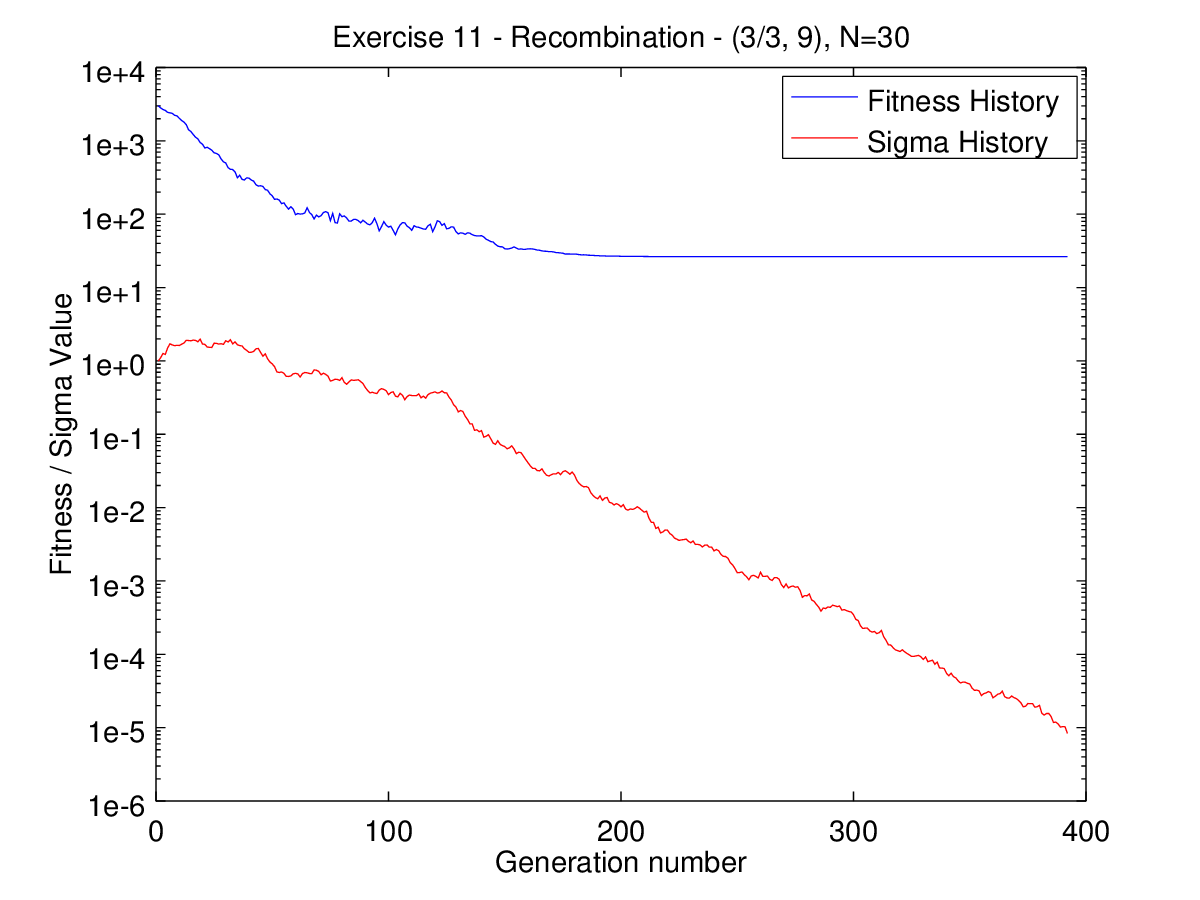 Exercise 11 - Recombination - (3/3, 9), N=30
Fitness History
Sigma History
Fitness / Sigma Value
1e+4
1e+3
1e+2
1e+1
1e+0
1e-1
1e-2
1e-3
1e-4
1e-5
1e-6
0 100 200 300 400
Generation number